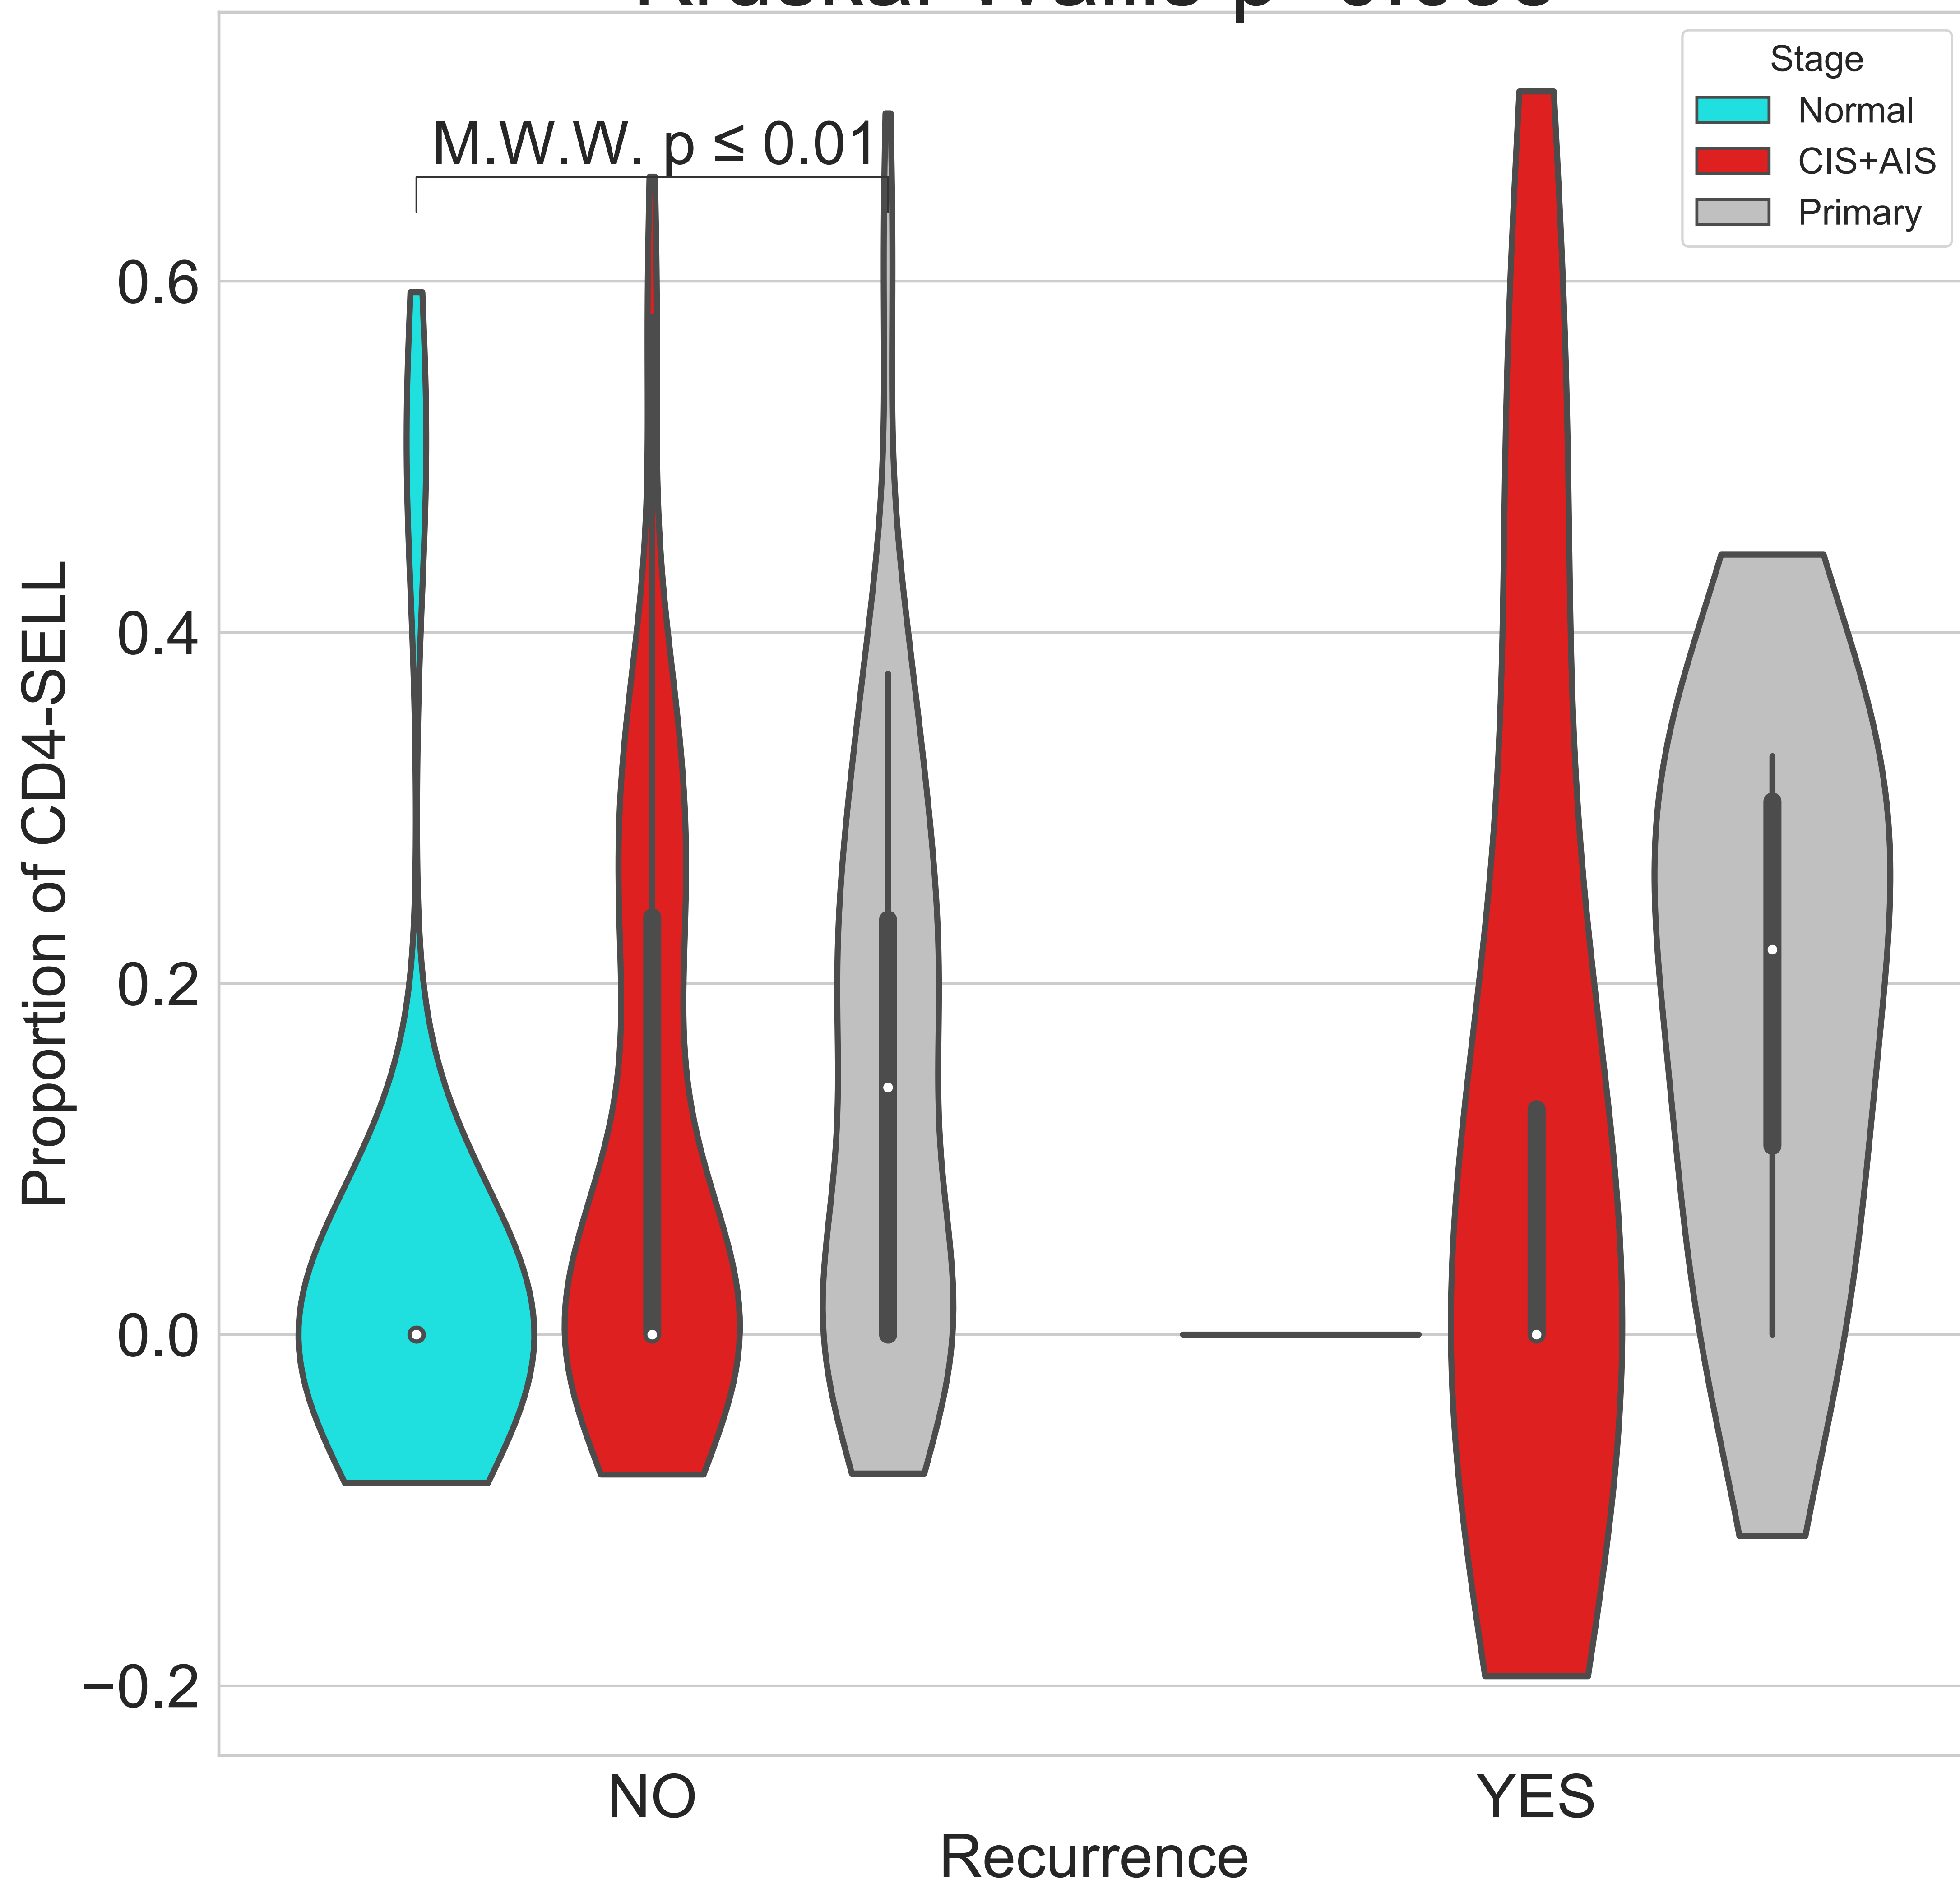 Stage
Normal
CIS+AIS
Primary
M.W.W. p ≤ 0.01
0.6
0.4
0.2
0.0
−0.2
Proportion of CD4-SELL
NO
YES
Recurrence